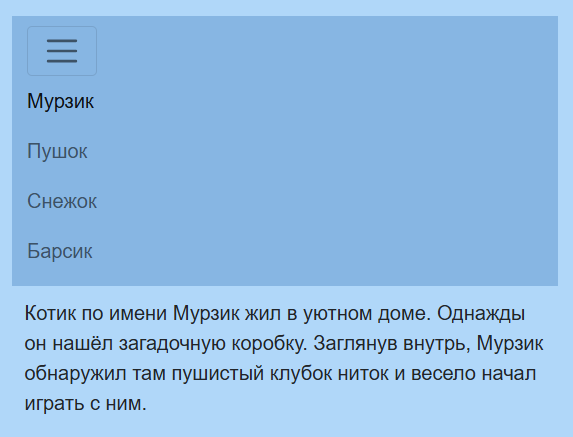 Мурзик
Пушок
Снежок
Барсик
Котик по имени Мурзик жил в уютном доме. Однажды
он нашёл загадочную коробку. Заглянув внутрь, Мурзик
обнаружил там пушистый клубок ниток и весело начал
играть с ним.